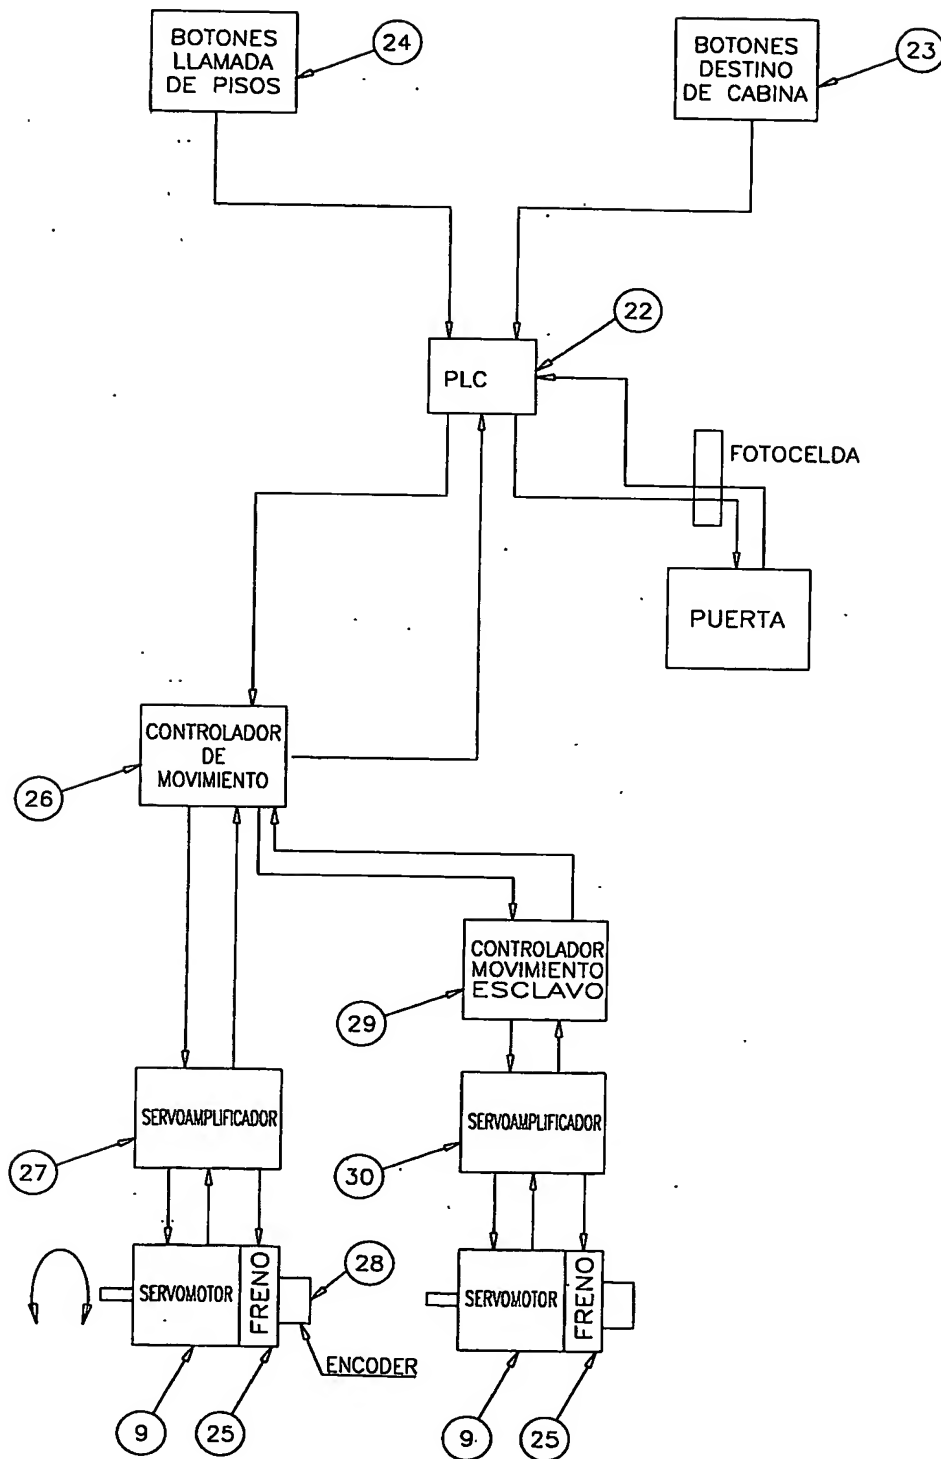 BOTONES
LLAMADA
DE PISOS
24
BOTONES
DESTINO
DE CABINA
23
22
PLC
FOTOCELDA
PUERTA
CONTROLADOR
DE
MOVIMIENTO
26
CONTROLADOR
MOVIMIENTO
ESCLAVO
29
SERVOAMPLIFICADOR
27
SERVOAMPLIFICADOR
30
SERVOMOTOR
FRENO
28
ENCODER
9
25
SERVOMOTOR
FRENO
9
25